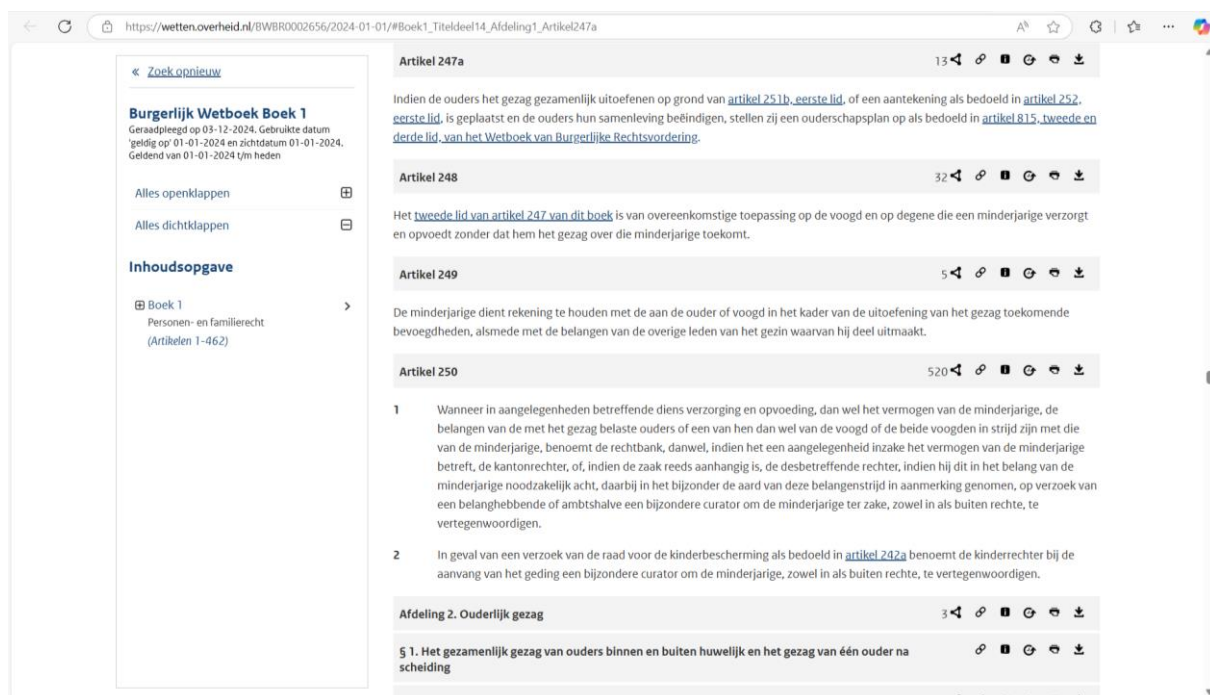 https://wetten.overheid.nl/BWBR0002656/2024-01-01/#Boek1_Titeldeel14_Afdeling1_Artikel247a
« Zoek opnieuw
Burgerlijk Wetboek Boek 1
Geraadpleegd op 03-12-2024. Gebruikte datum
'geldig op' 01-01-2024 en zichtdatum 01-01-2024.
Geldend van 01-01-2024 t/m heden
Alles openklappen
Alles dichtklappen
Inhoudsopgave
Boek 1
Personen- en familierecht
(Artikelen 1-462)
Artikel 247a 13
Indien de ouders het gezag gezamenlijk uitoefenen op grond van artikel 251b, eerste lid, of een aantekening als bedoeld in artikel 252,
eerste lid, is geplaatst en de ouders hun samenleving beëindigen, stellen zij een ouderschapsplan op als bedoeld in artikel 815, tweede en
derde lid, van het Wetboek van Burgerlijke Rechtsvordering.
Artikel 248 32
Het tweede lid van artikel 247 van dit boek is van overeenkomstige toepassing op de voogd en op degene die een minderjarige verzorgt
en opvoedt zonder dat hem het gezag over die minderjarige toekomt.
Artikel 249 5
De minderjarige dient rekening te houden met de aan de ouder of voogd in het kader van de uitoefening van het gezag toekomende
bevoegdheden, alsmede met de belangen van de overige leden van het gezin waarvan hij deel uitmaakt.
Artikel 250 520
1 Wanneer in aangelegenheden betreffende diens verzorging en opvoeding, dan wel het vermogen van de minderjarige, de
belangen van de met het gezag belaste ouders of een van hen dan wel van de voogd of de beide voogden in strijd zijn met die
van de minderjarige, benoemt de rechtbank, danwel, indien het een aangelegenheid inzake het vermogen van de minderjarige
betreft, de kantonrechter, of, indien de zaak reeds aanhangig is, de desbetreffende rechter, indien hij dit in het belang van de
minderjarige noodzakelijk acht, daarbij in het bijzonder de aard van deze belangenstrijd in aanmerking genomen, op verzoek van
een belanghebbende of ambtshalve een bijzondere curator om de minderjarige ter zake, zowel in als buiten rechte, te
vertegenwoordigen.
2 In geval van een verzoek van de raad voor de kinderbescherming als bedoeld in artikel 242a benoemt de kinderrechter bij de
aanvang van het geding een bijzondere curator om de minderjarige, zowel in als buiten rechte, te vertegenwoordigen.
Afdeling 2. Ouderlijk gezag 3
§ 1. Het gezamenlijk gezag van ouders binnen en buiten huwelijk en het gezag van één ouder na
scheiding